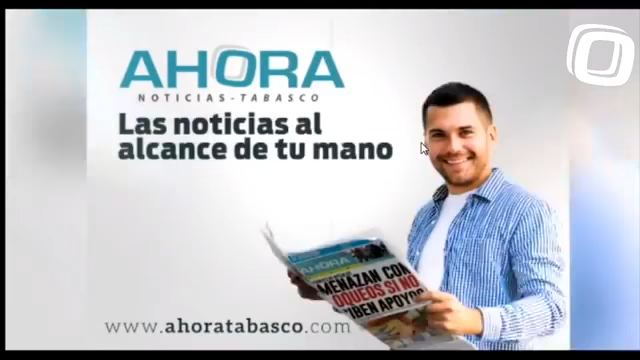 AHORA
NOTICIAS-TABASCO
Las noticias al
alcance de tu mano
AHORA
MENAZAN CON
OQUEOS SI NO
IBEN APOYOS
www.ahoratabasco.com